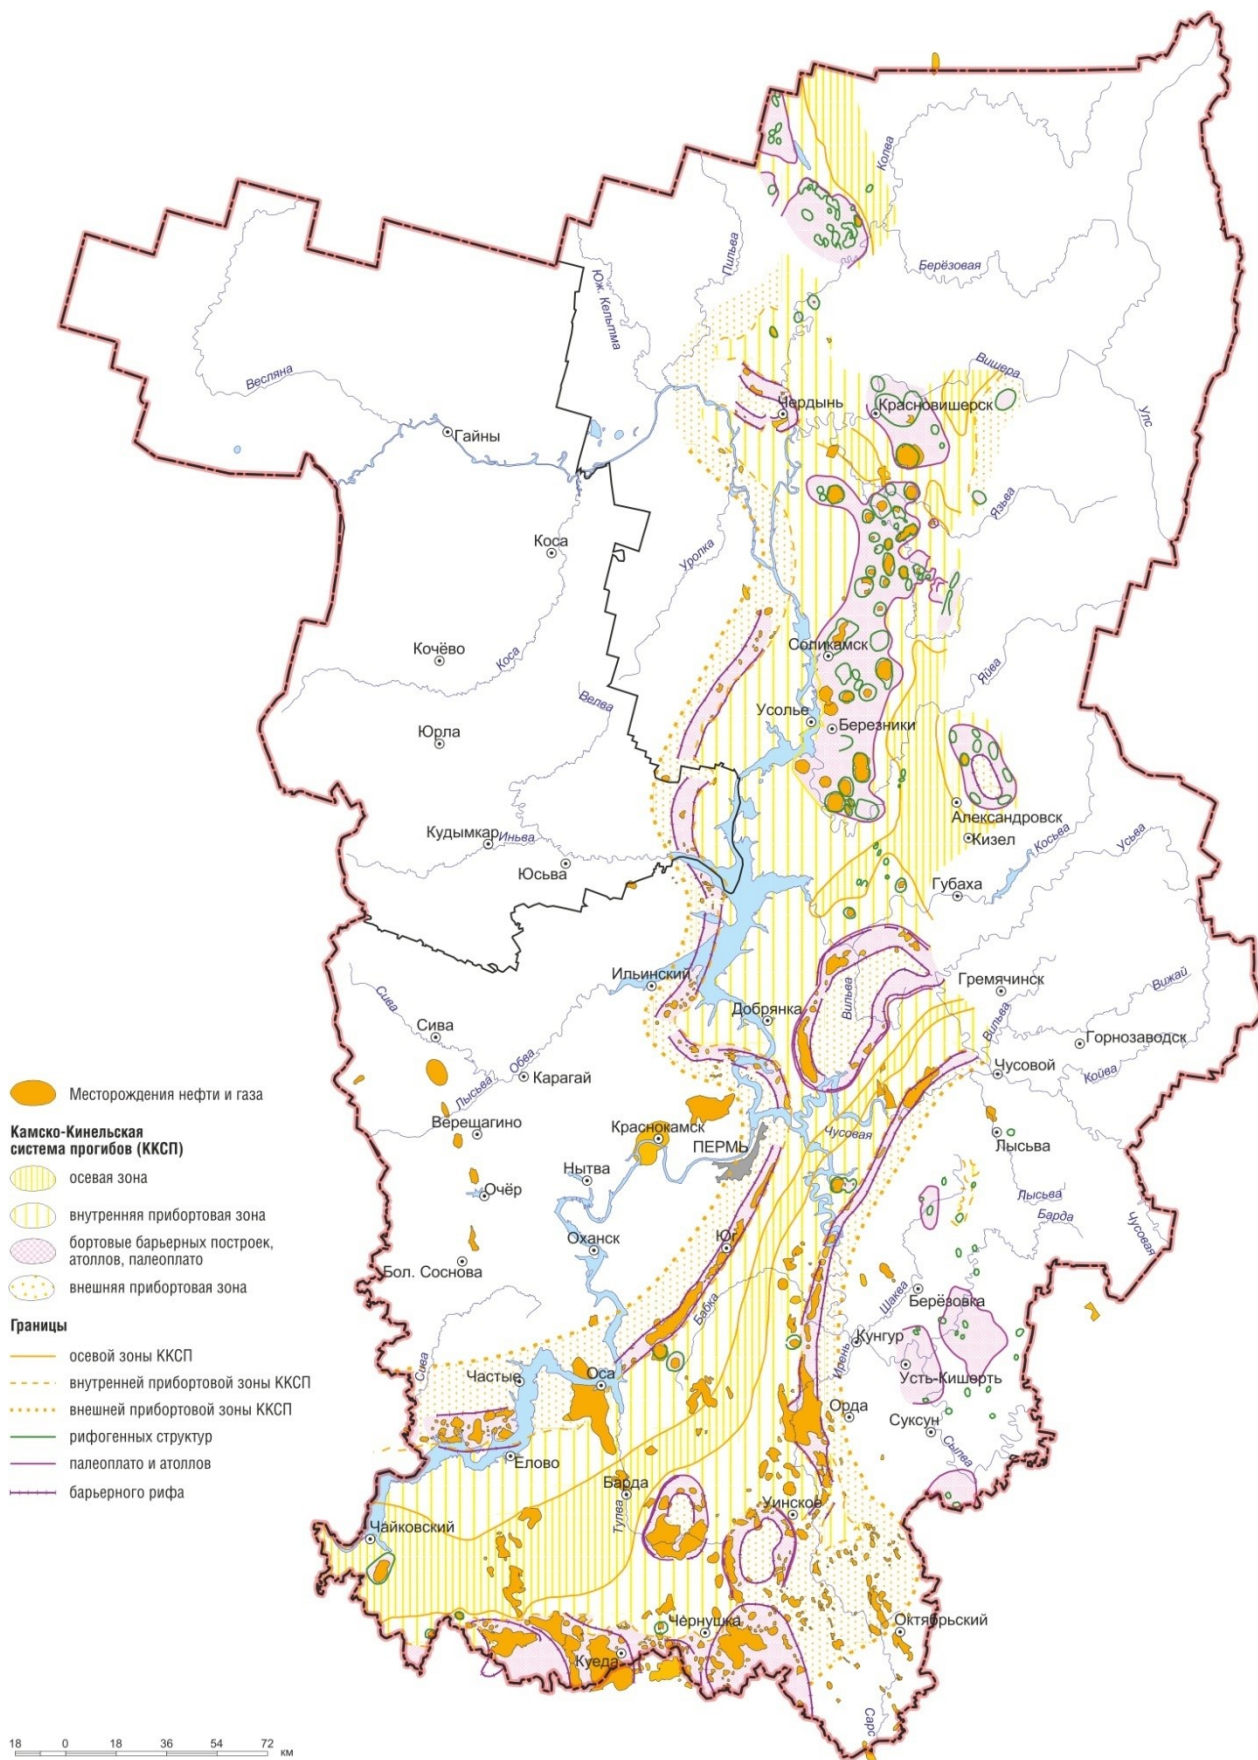 Колва
Пильва
Юж. Кельтма
Берёзовая
Весляна
Вишера
Чердынь
Красновишерск
Улс
Гайны
Язьва
Коса
Уролка
Соликамск
Кочёво
Коса
Яйва
Велва
Усолье
Березники
Юрла
Александровск
Кудымкар
Иньва
Кизел
Косьва
Усьва
Юсьва
Губаха
Ильинский
Вильва
Гремячинск
Вижай
Сива
Добрянка
Вильва
Сива
Горнозаводск
Обва
Лысьва
Карагай
Чусовой
Койва
Месторождения нефти и газа
Верещагино
Краснокамск
Чусовая
Камско-Кинельская
система прогибов (ККСП)
ПЕРМЬ
Лысьва
Нытва
осевая зона
Очёр
Лысьва
Барда
внутренняя прибортовая зона
Чусовая
Юг
бортовые барьерных построек,
атоллов, палеоплато
Оханск
Бол. Соснова
внешняя прибортовая зона
Шаква
Берёзовка
Бабка
Границы
Кунгур
Ирень
осевой зоны ККСП
Сива
Частые
Оса
Усть-Кишерть
внутренней прибортовой зоны ККСП
внешней прибортовой зоны ККСП
Орда
Суксун
рифогенных структур
Сылва
палеоплато и атоллов
Елово
барьерного рифа
Барда
Уинское
Тулва
Чайковский
Чернушка
Октябрьский
Куеда
Сарс
18 0 18 36 54 72 км